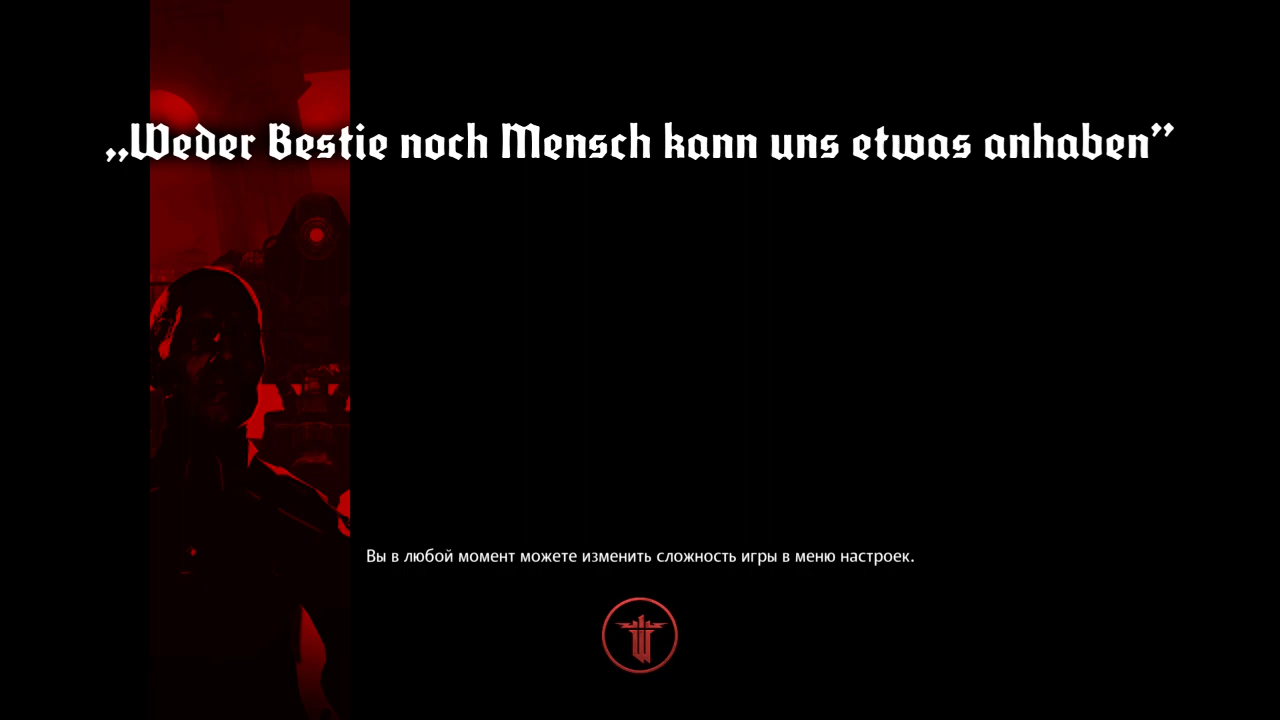 „Weder Bestie noch Mensch kann uns etwas anhaben”
Вы в любой момент можете изменить сложность игры в меню настроек.